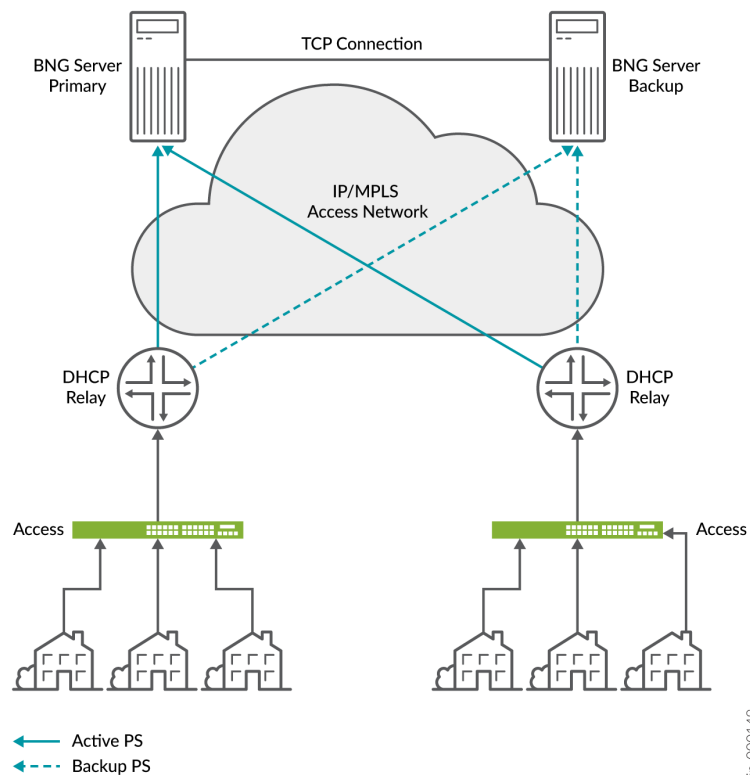 TCP Connection
BNG Server
Primary
BNG Server
Backup
IP/MPLS
Access Network
DHCP
Relay
DHCP
Relay
Access
Access
Active PS
Backup PS